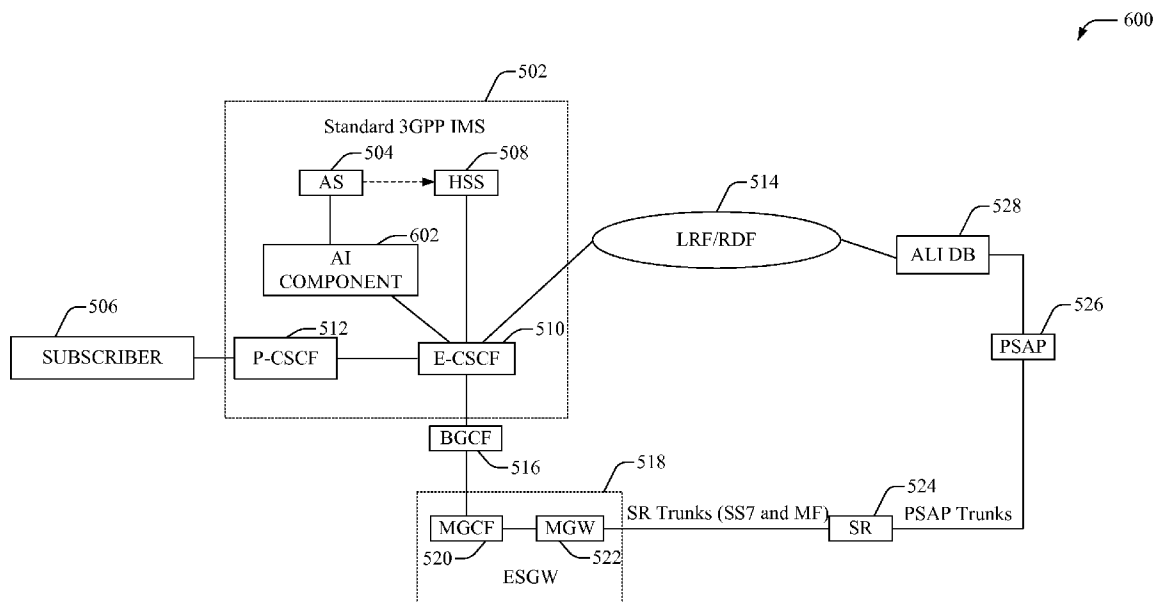 600
502
Standard 3GPP IMS
504
508
AS
HSS
514
LRF/RDF
528
ALI DB
602
AI
COMPONENT
506
SUBSCRIBER
512
P-CSCF
510
E-CSCF
526
PSAP
BGCF
516
518
MGCF
MGW
520
522
ESGW
SR Trunks (SS7 and MF)
524
SR
PSAP Trunks